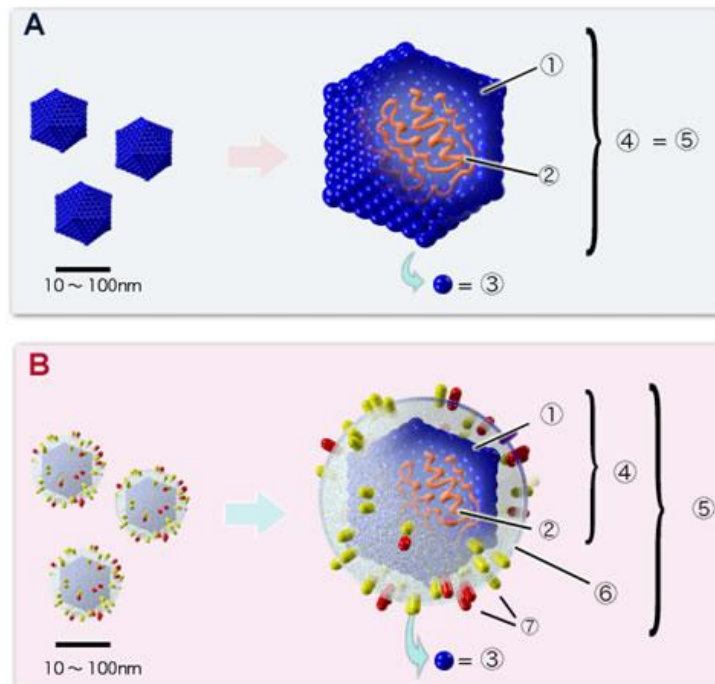 A
①
②
④ = ⑤
10～100nm
= ③
B
①
④
⑤
②
⑥
⑦
10～100nm
= ③